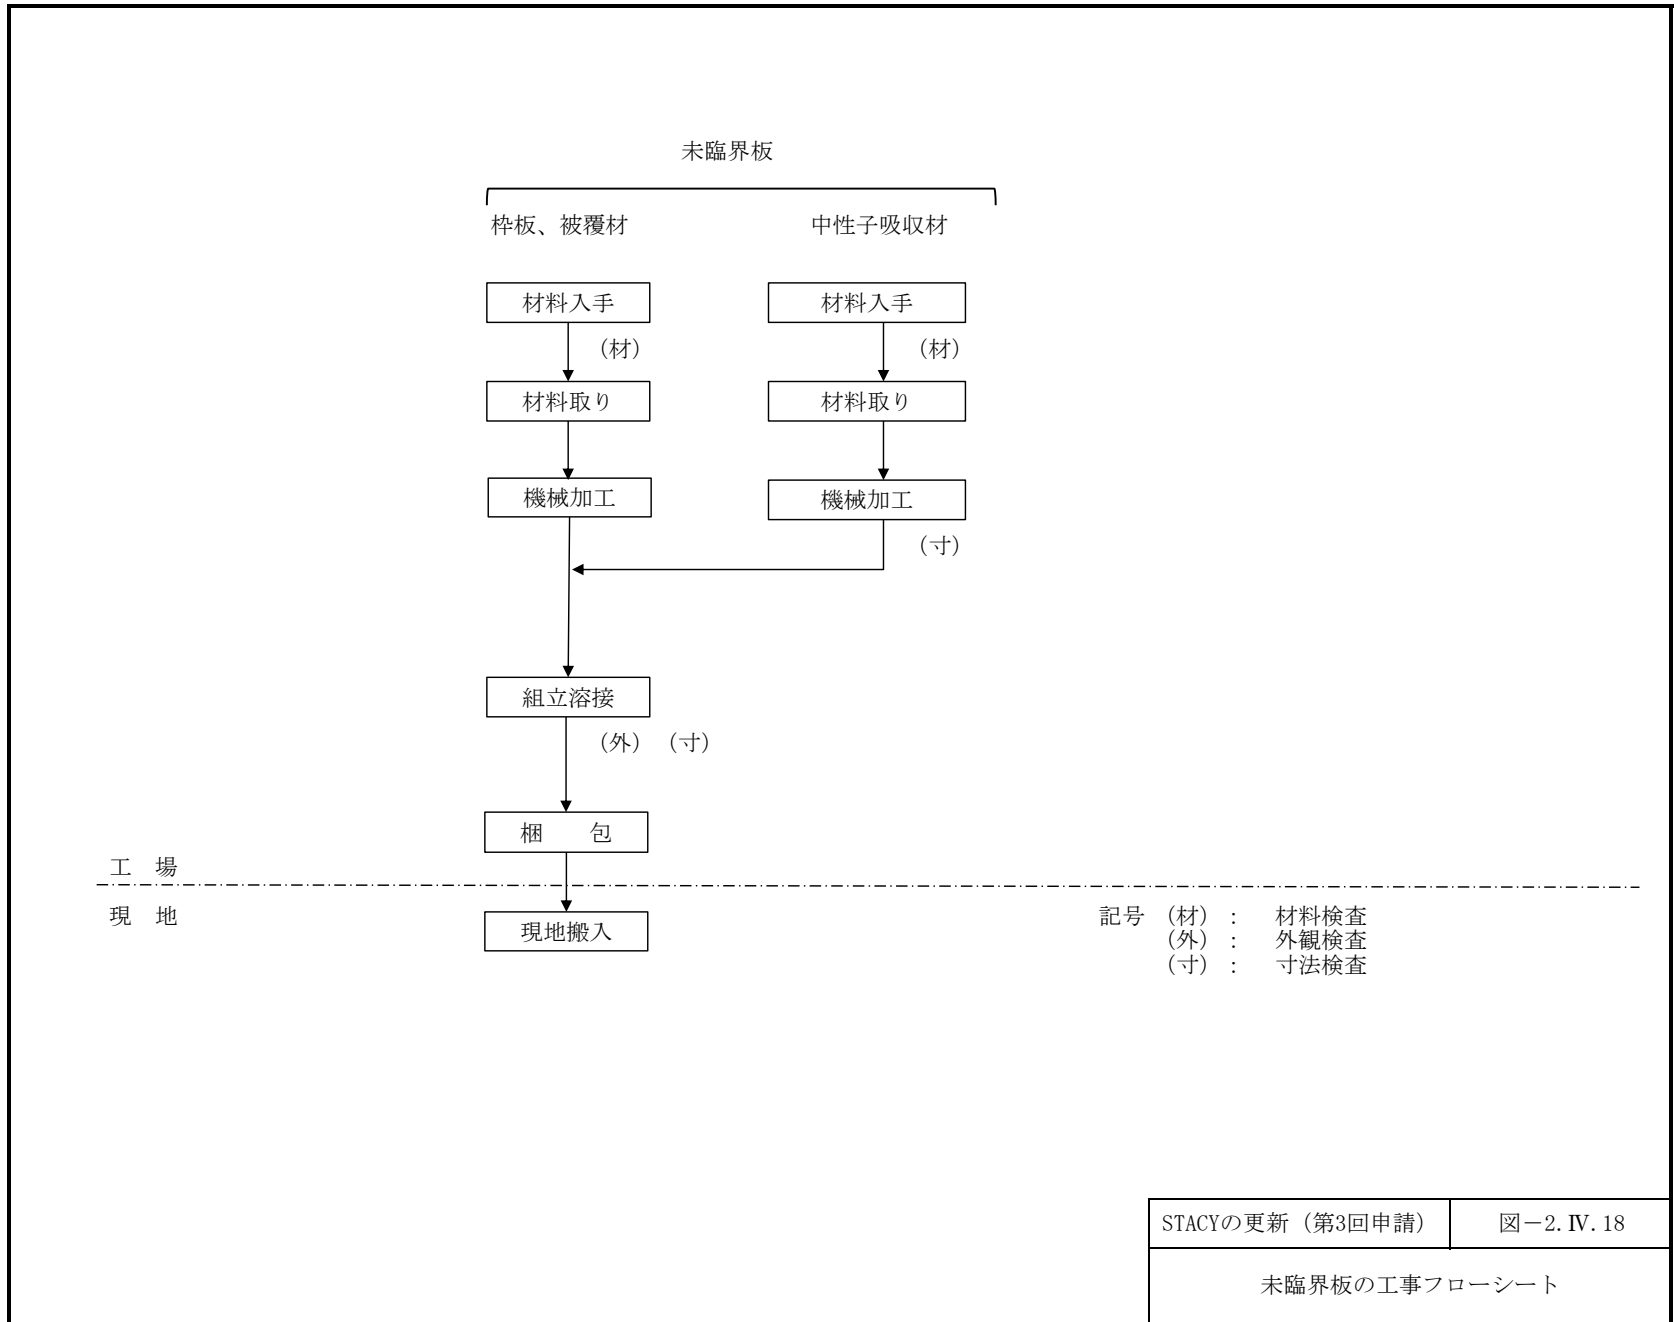 未臨界板
枠板、被覆材 中性子吸収材
材料入手 材料入手
(材) (材)
材料取り 材料取り
機械加工 機械加工
(寸)
組立溶接
(外) (寸)
梱 包
工 場
現 地
現地搬入
記号 (材) : 材料検査
(外) : 外観検査
(寸) : 寸法検査
STACYの更新(第3回申請) 図-2.Ⅳ.18
未臨界板の工事フローシート